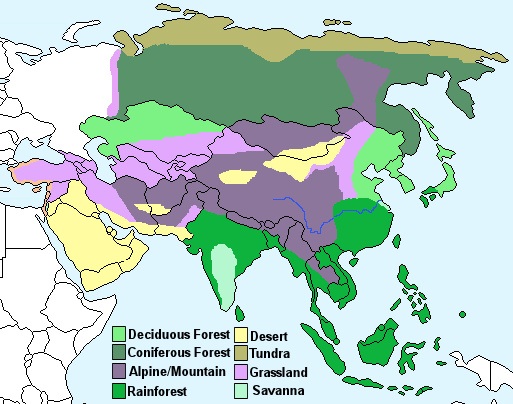 Deciduous Forest Desert
Coniferous Forest Tundra
Alpine/Mountain Grassland
Rainforest Savanna